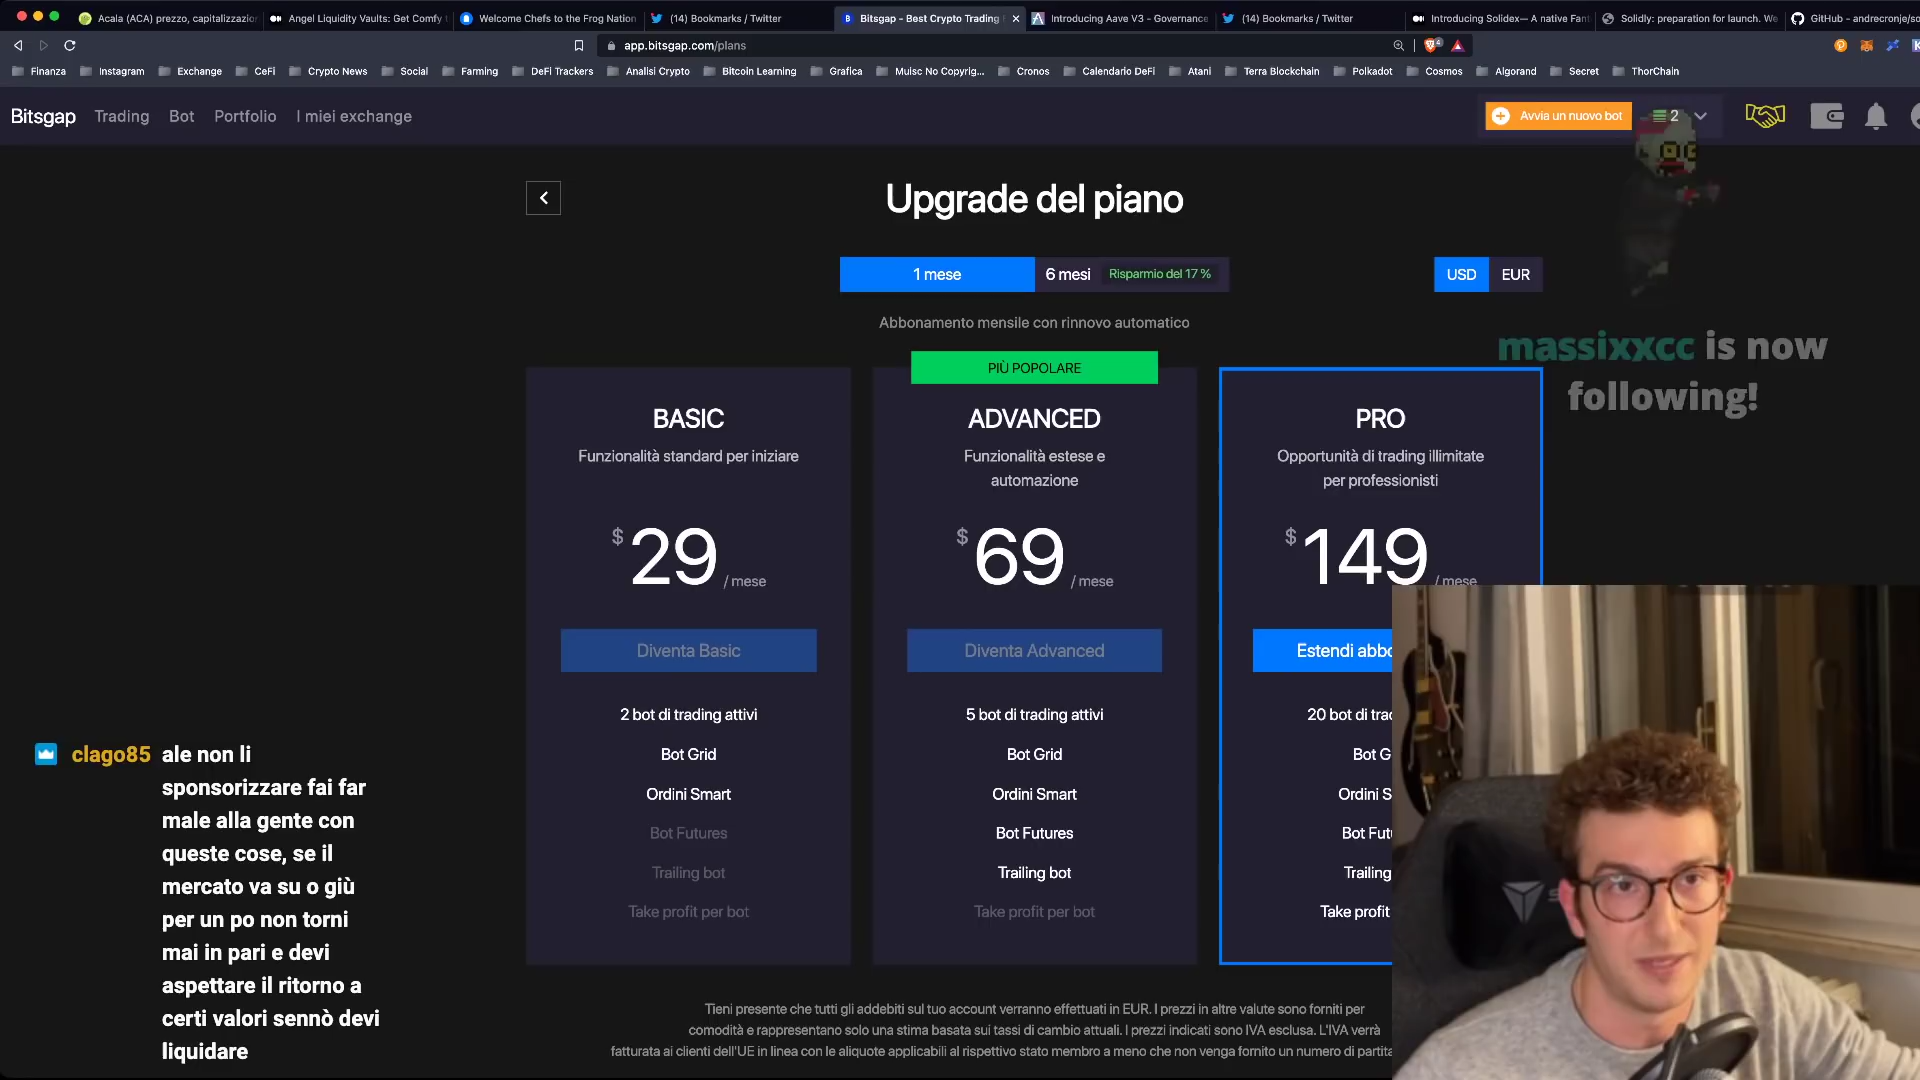 Acala (ACA) prezzo, capitalizzazion
Angel Liquidity Vaults: Get Comfy
Welcome Chefs to the Frog Nation
(14) Bookmarks / Twitter
Bitsgap - Best Crypto Trading
Introducing Aave V3 - Governance
(14) Bookmarks / Twitter
Introducing Solidex— A native Fant
Solidly: preparation for launch. We
GitHub - andrecronje/so
app.bitsgap.com/plans
Finanza
Instagram
Exchange
CeFi
Crypto News
Social
Farming
DeFi Trackers
Analisi Crypto
Bitcoin Learning
Grafica
Muisc No Copyrig...
Cronos
Calendario DeFi
Atani
Terra Blockchain
Polkadot
Cosmos
Algorand
Secret
ThorChain
Bitsgap
Trading
Bot
Portfolio
I miei exchange
Avvia un nuovo bot
2
Upgrade del piano
1 mese
6 mesi
Risparmio del 17 %
USD
EUR
Abbonamento mensile con rinnovo automatico
massixxcc is now
following!
PIÙ POPOLARE
BASIC
Funzionalità standard per iniziare
$ 29 / mese
Diventa Basic
2 bot di trading attivi
Bot Grid
Ordini Smart
Bot Futures
Trailing bot
Take profit per bot
ADVANCED
Funzionalità estese e
automazione
$ 69 / mese
Diventa Advanced
5 bot di trading attivi
Bot Grid
Ordini Smart
Bot Futures
Trailing bot
Take profit per bot
PRO
Opportunità di trading illimitate
per professionisti
$ 149 / mese
Estendi abbo
20 bot di trad
Bot G
Ordini S
Bot Fut
Trailing
Take profit
clago85 ale non li
sponsorizzare fai far
male alla gente con
queste cose, se il
mercato va su o giù
per un po non torni
mai in pari e devi
aspettare il ritorno a
certi valori sennò devi
liquidare
Tieni presente che tutti gli addebiti sul tuo account verranno effettuati in EUR. I prezzi in altre valute sono forniti per
comodità e rappresentano solo una stima basata sui tassi di cambio attuali. I prezzi indicati sono IVA esclusa. L'IVA verrà
fatturata ai clienti dell'UE in linea con le aliquote applicabili al rispettivo stato membro a meno che non venga fornito un numero di partita